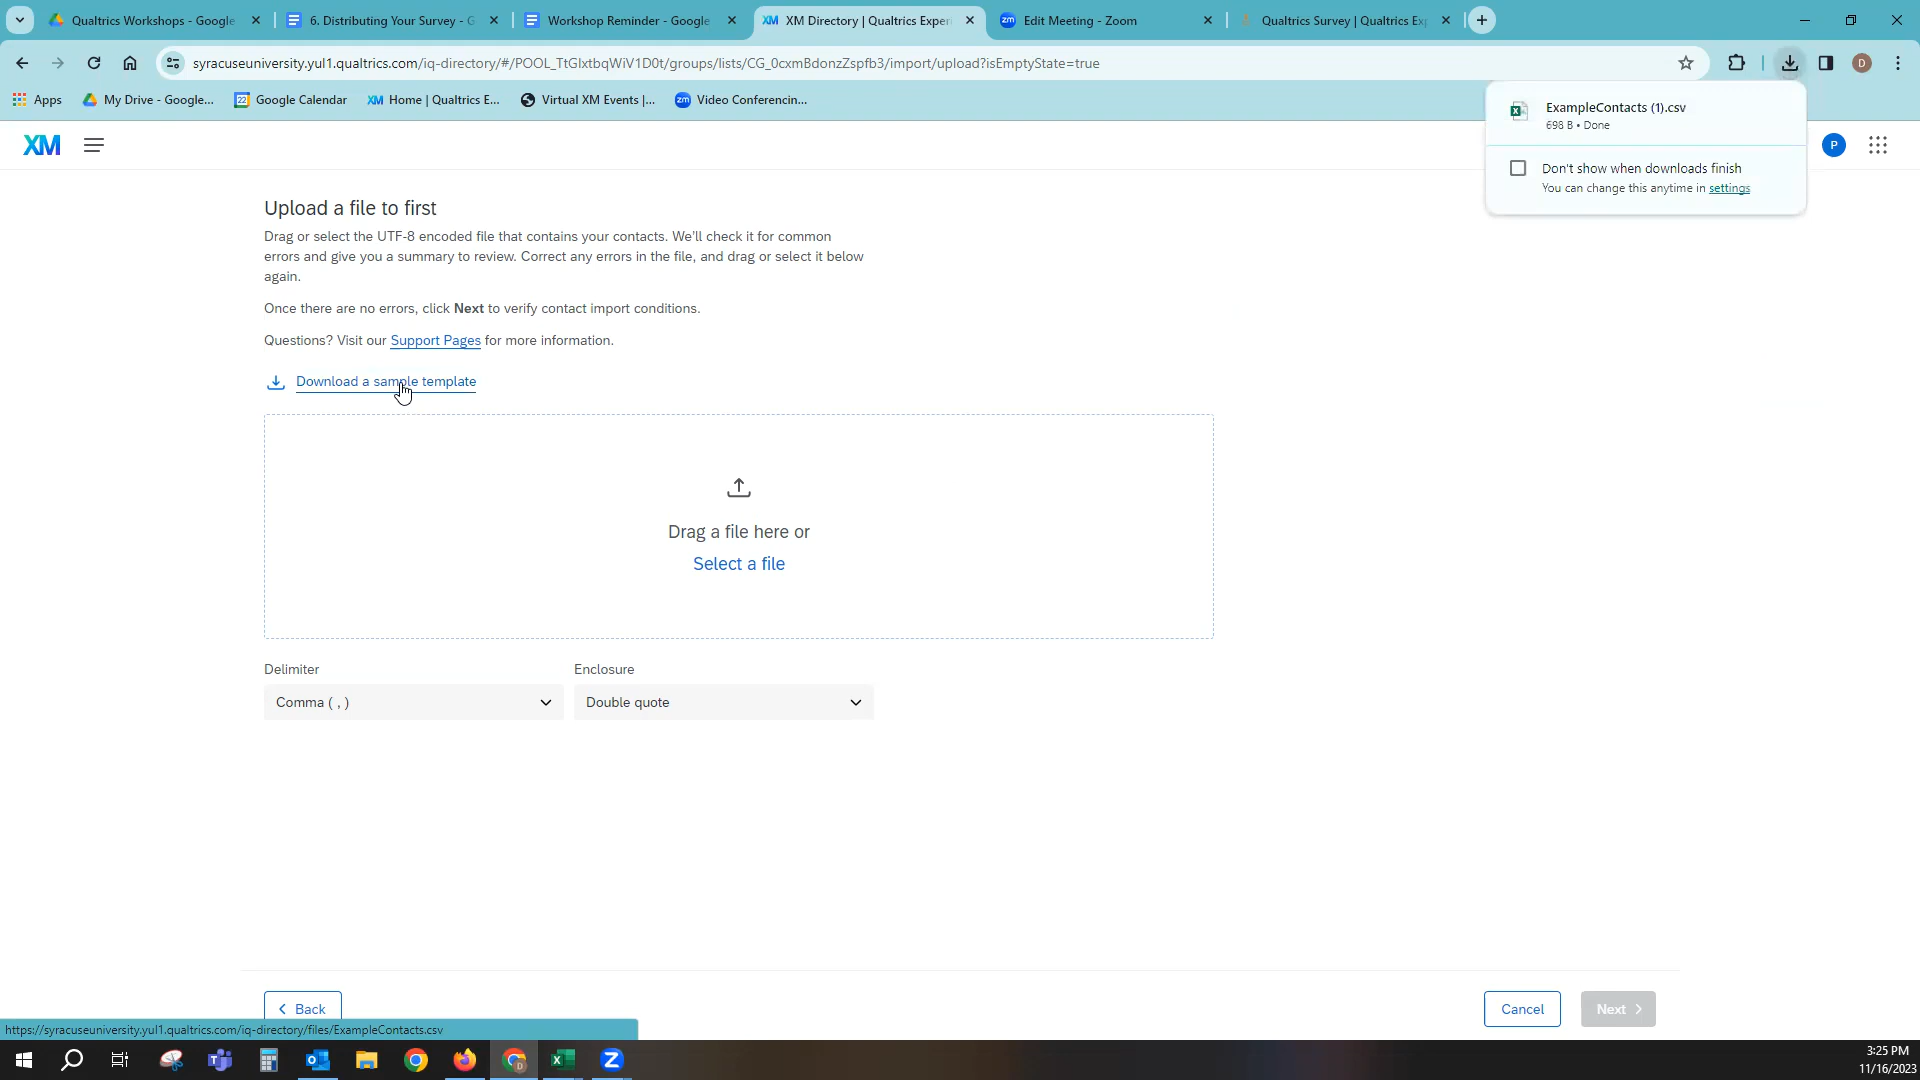 Qualtrics Workshops - Google
6. Distributing Your Survey - G
Workshop Reminder - Google
XM Directory | Qualtrics Experi
Edit Meeting - Zoom
Qualtrics Survey | Qualtrics Exp
syracuseuniversity.yul1.qualtrics.com/iq-directory/#/POOL_TtGlxtbqWiV1D0t/groups/lists/CG_0cxmBdonzZspfb3/import/upload?isEmptyState=true
D
Apps
My Drive - Google...
22 Google Calendar
XM Home | Qualtrics E...
Virtual XM Events |...
zm Video Conferencin...
ExampleContacts (1).csv
698 B • Done
Don't show when downloads finish
You can change this anytime in settings
XM
P
Upload a file to first
Drag or select the UTF-8 encoded file that contains your contacts. We'll check it for common
errors and give you a summary to review. Correct any errors in the file, and drag or select it below
again.
Once there are no errors, click Next to verify contact import conditions.
Questions? Visit our Support Pages for more information.
Download a sample template
Drag a file here or
Select a file
Delimiter
Enclosure
Comma ( , )
Double quote
Back
Cancel
Next
https://syracuseuniversity.yul1.qualtrics.com/iq-directory/files/ExampleContacts.csv
3:25 PM
11/16/2023